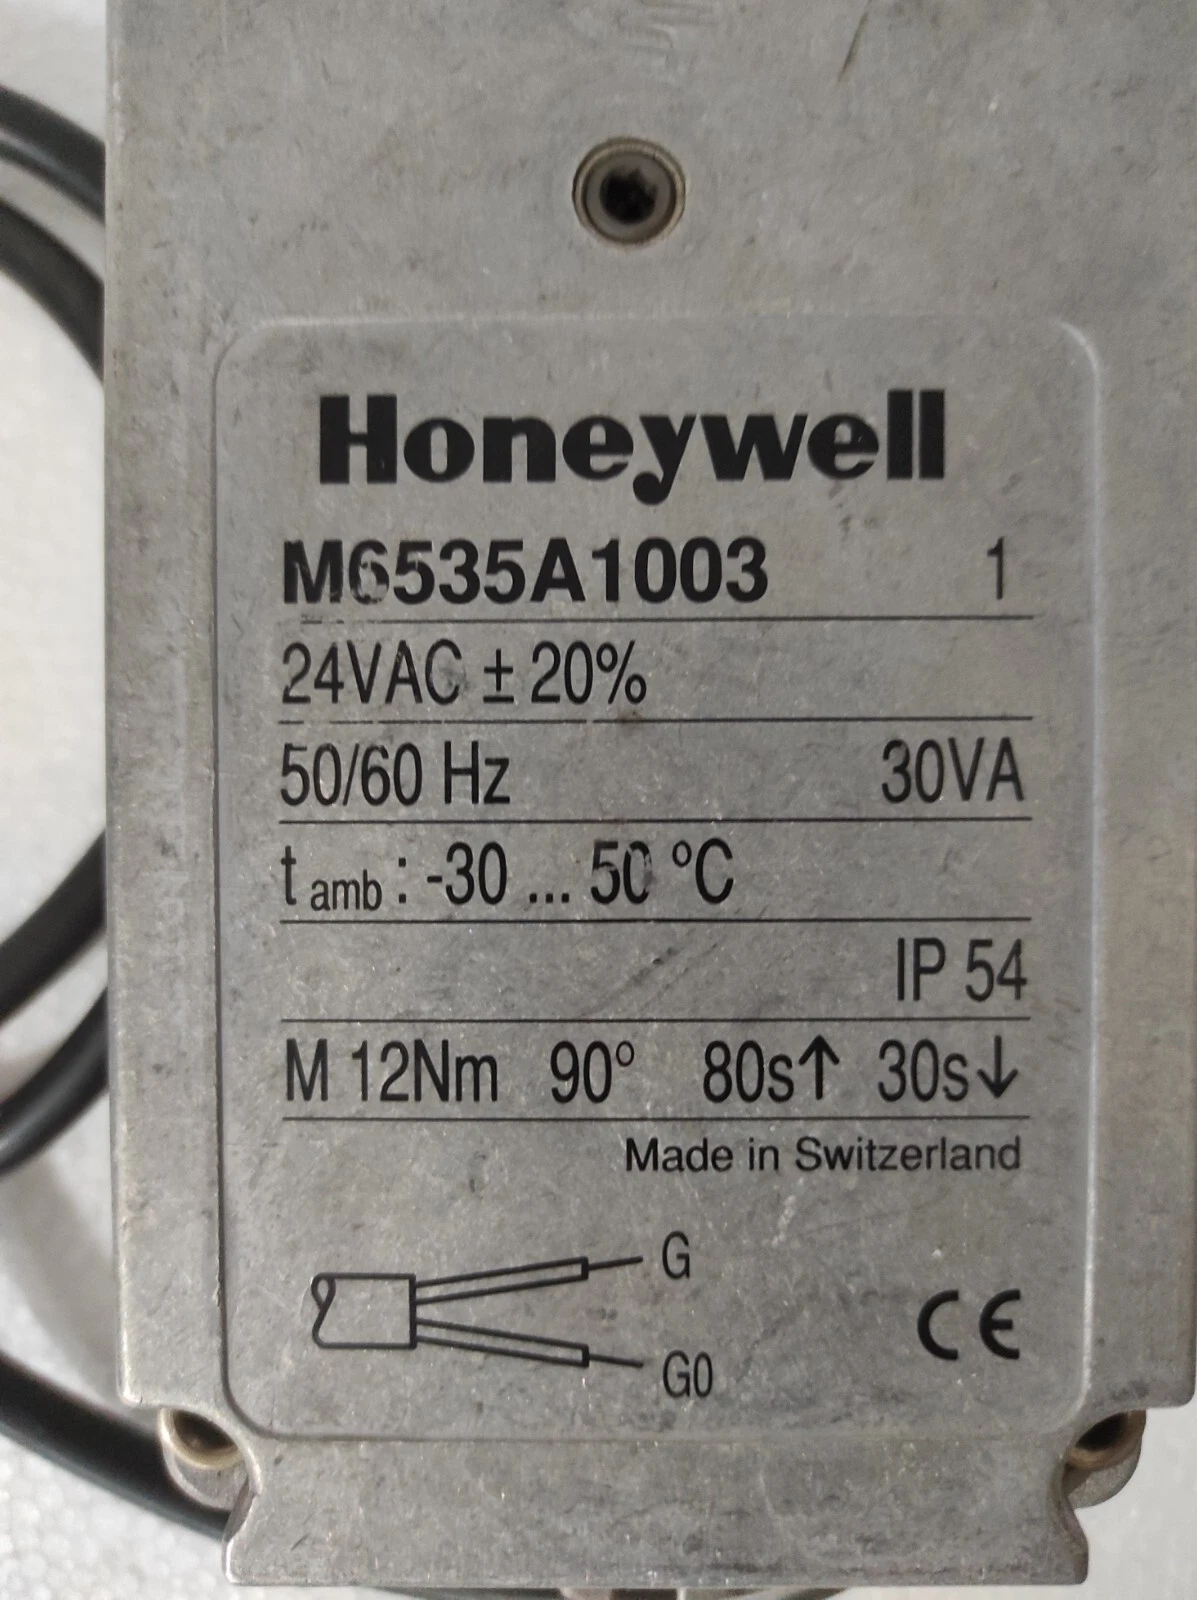 Honeywell
M6535A1003 1
24VAC ± 20%
50/60 Hz 30VA
t amb : -30 ... 50 °C
IP 54
M 12Nm 90° 80s↑ 30s↓
Made in Switzerland
G
CE
G0